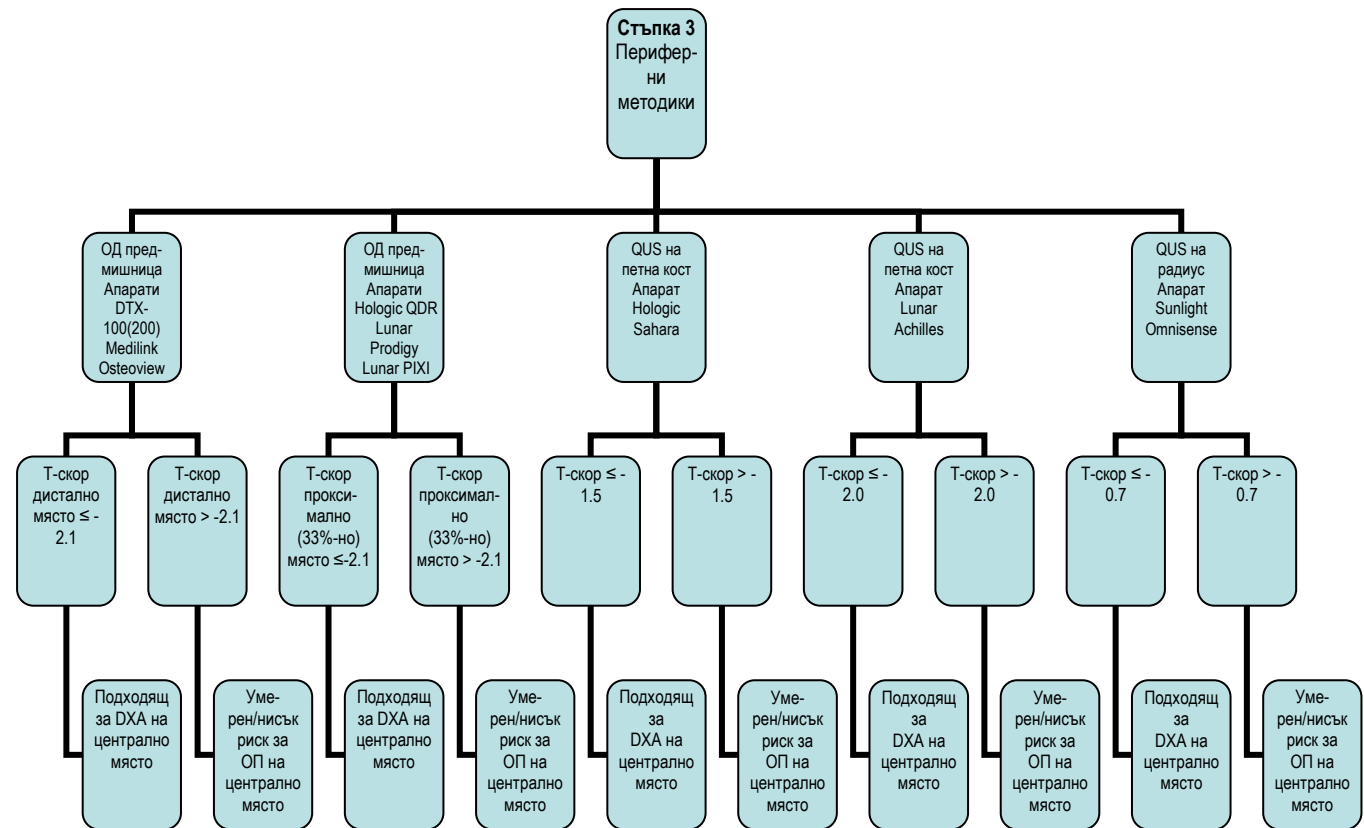 Стъпка 3
Перифер-
ни
методики
ОД пред-
мишница
Апарати
DTX-
100(200)
Medilink
Osteoview
ОД пред-
мишница
Апарати
Hologic QDR
Lunar
Prodigy
Lunar PIXI
QUS на
петна кост
Апарат
Hologic
Sahara
QUS на
петна кост
Апарат
Lunar
Achilles
QUS на
радиус
Апарат
Sunlight
Omnisense
Т-скор
дистално
място ≤ -
2.1
Т-скор
дистално
място > -2.1
Т-скор
прокси-
мално
(33%-но)
място ≤-2.1
Т-скор
проксимал-
но
(33%-но)
място > -2.1
Т-скор ≤ -
1.5
Т-скор > -
1.5
Т-скор ≤ -
2.0
Т-скор > -
2.0
Т-скор ≤ -
0.7
Т-скор > -
0.7
Подходящ
за DXA на
централно
място
Уме-
рен/нисък
риск за
ОП на
централно
място
Подходящ
за DXA на
централно
място
Уме-
рен/нисък
риск за
ОП на
централно
място
Подходящ
за
DXA на
централно
място
Уме-
рен/нисък
риск за
ОП на
централно
място
Подходящ
за
DXA на
централно
място
Уме-
рен/нисък
риск за
ОП на
централно
място
Подходящ
за
DXA на
централно
място
Уме-
рен/нисък
риск за
ОП на
централно
място